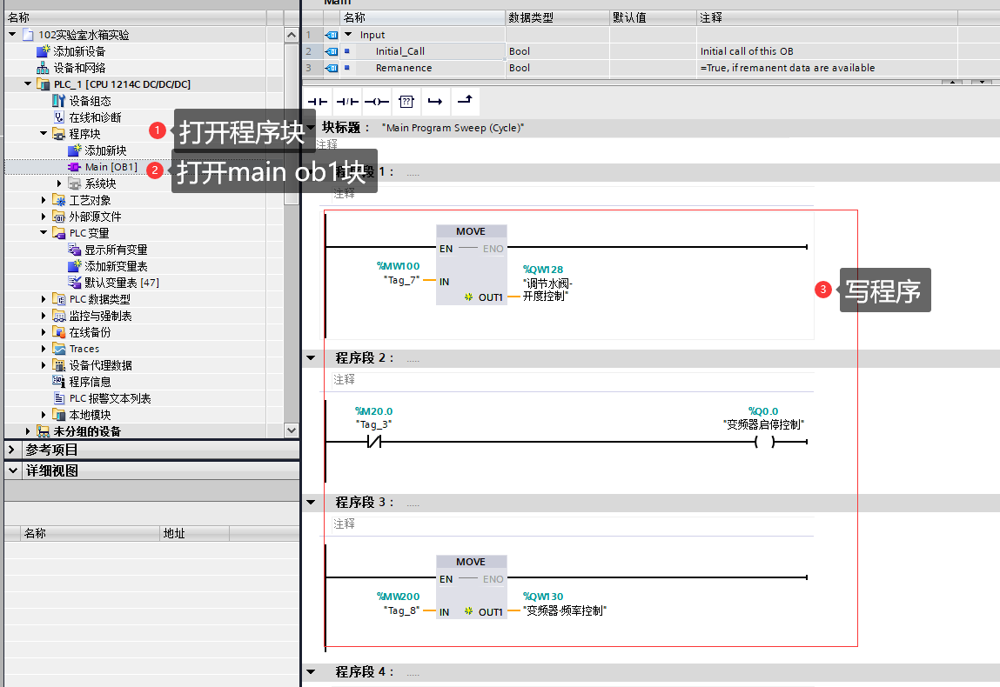 名称
102实验室水箱实验
添加新设备
设备和网络
PLC_1 [CPU 1214C DC/DC/DC]
设备组态
在线和诊断
程序块
添加新块
Main [OB1]
系统块
工艺对象
外部源文件
PLC 变量
显示所有变量
添加新变量表
默认变量表 [47]
PLC 数据类型
监控与强制表
在线备份
Traces
设备代理数据
程序信息
PLC 报警文本列表
本地模块
未分组的设备
参考项目
详细视图
名称 地址
1 打开程序块
2 打开main ob1块
Main
名称 数据类型 默认值 注释
1 Input
2 Initial_Call Bool Initial call of this OB
3 Remanence Bool =True, if remanent data are available
??
块标题： "Main Program Sweep (Cycle)"
注释
程序段 1： .....
注释
MOVE
EN ENO
%MW100
"Tag_7" IN
OUT1
%QW128
"调节水阀-
开度控制"
3 写程序
程序段 2： .....
注释
%M20.0 %Q0.0
"Tag_3" "变频器启停控制"
程序段 3： .....
注释
MOVE
EN ENO
%MW200 %QW130
"Tag_8" IN OUT1 "变频器-频率控制"
程序段 4： .....